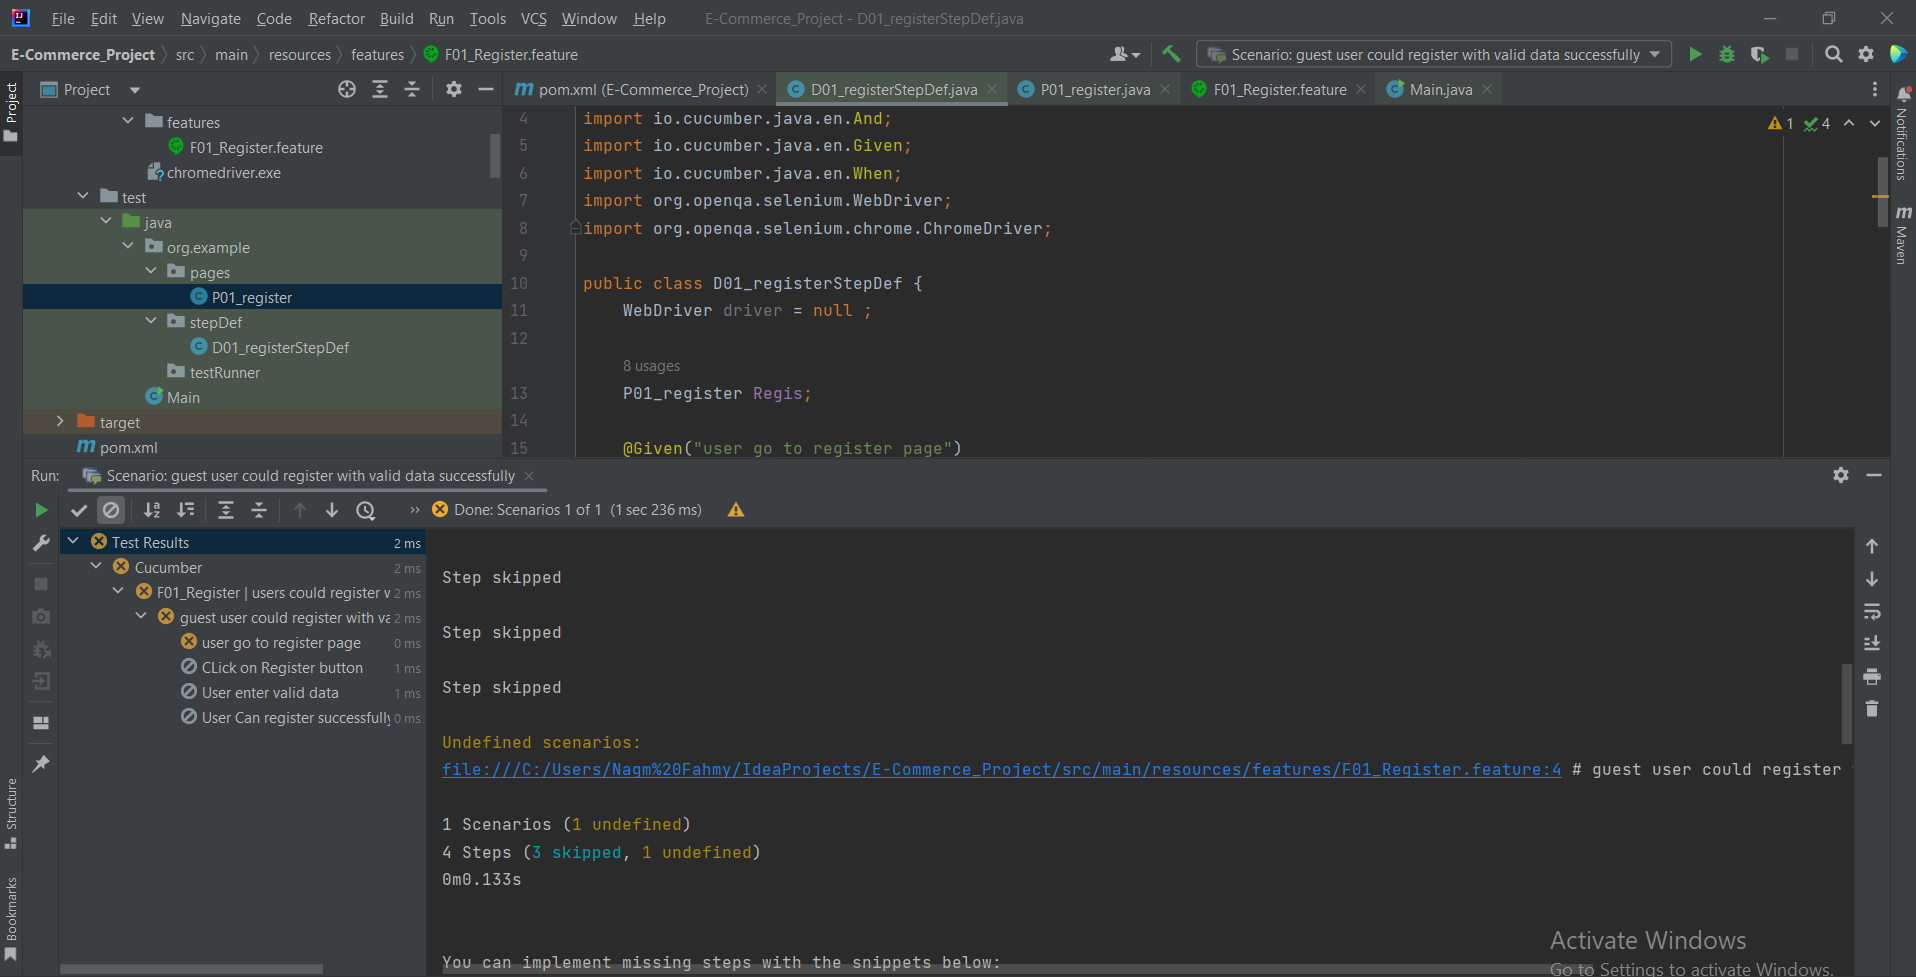 File Edit View Navigate Code Refactor Build Run Tools VCS Window Help E-Commerce_Project - D01_registerStepDef.java
E-Commerce_Project src main resources features F01_Register.feature Scenario: guest user could register with valid data successfully
Project pom.xml (E-Commerce_Project) D01_registerStepDef.java P01_register.java F01_Register.feature Main.java
Project
features
F01_Register.feature
chromedriver.exe
test
java
org.example
pages
P01_register
stepDef
D01_registerStepDef
testRunner
Main
target
pom.xml
4 import io.cucumber.java.en.And;
5 import io.cucumber.java.en.Given;
6 import io.cucumber.java.en.When;
7 import org.openqa.selenium.WebDriver;
8 import org.openqa.selenium.chrome.ChromeDriver;
9
10 public class D01_registerStepDef {
11 WebDriver driver = null ;
12
8 usages
13 P01_register Regis;
14
15 @Given("user go to register page")
1 4
Notifications
Maven
Run: Scenario: guest user could register with valid data successfully
Done: Scenarios 1 of 1 (1 sec 236 ms)
Test Results 2 ms
Cucumber 2 ms
F01_Register | users could register 2 ms
guest user could register with va 2 ms
user go to register page 0 ms
CLick on Register button 1 ms
User enter valid data 1 ms
User Can register successfully 0 ms
Step skipped
Step skipped
Step skipped
Undefined scenarios:
file:///C:/Users/Nagm%20Fahmy/IdeaProjects/E-Commerce_Project/src/main/resources/features/F01_Register.feature:4 # guest user could register
1 Scenarios (1 undefined)
4 Steps (3 skipped, 1 undefined)
0m0.133s
You can implement missing steps with the snippets below:
Structure
Bookmarks
Activate Windows
Go to Settings to activate Windows.